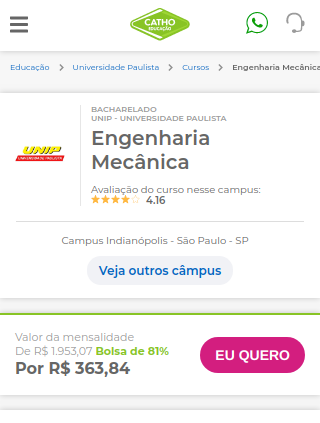 CATHO
EDUCAÇÃO
Educação > Universidade Paulista > Cursos > Engenharia Mecânica
BACHARELADO
UNIP - UNIVERSIDADE PAULISTA
UNIP
UNIVERSIDADE PAULISTA
Engenharia
Mecânica
Avaliação do curso nesse campus:
4.16
Campus Indianópolis - São Paulo - SP
Veja outros câmpus
Valor da mensalidade
De R$ 1.953,07 Bolsa de 81%
Por R$ 363,84
EU QUERO